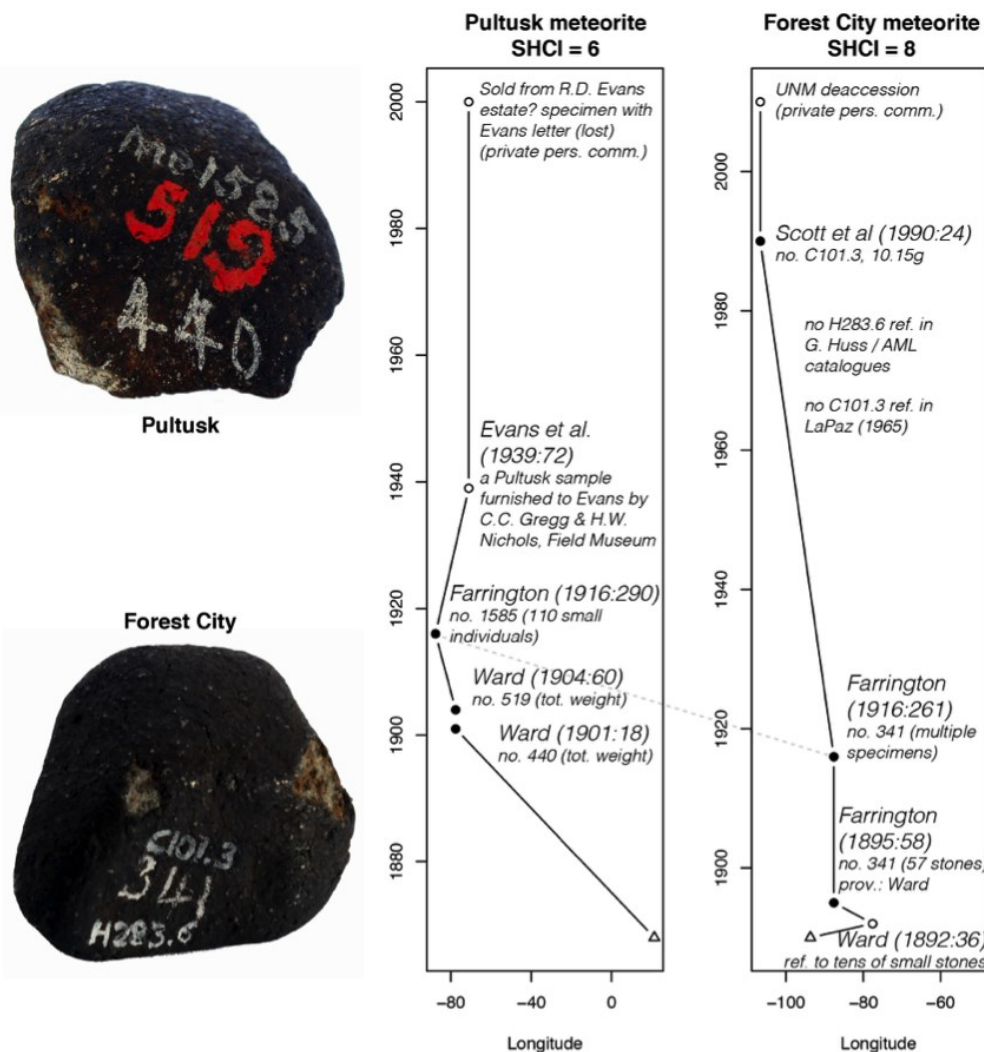 Pultusk meteorite
SHCI = 6
Forest City meteorite
SHCI = 8
mo1585
519
440
Pultusk
Forest City
C101.3
341
H283.6
2000
1980
1960
1940
1920
1900
1880
Sold from R.D. Evans
estate? specimen with
Evans letter (lost)
(private pers. comm.)
Evans et al.
(1939:72)
a Pultusk sample
furnished to Evans by
C.C. Gregg & H.W.
Nichols, Field Museum
Farrington (1916:290)
no. 1585 (110 small
individuals)
Ward (1904:60)
no. 519 (tot. weight)
Ward (1901:18)
no. 440 (tot. weight)
-80
-40
0
Longitude
2000
1980
1960
1940
1920
1900
UNM deaccession
(private pers. comm.)
Scott et al (1990:24)
no. C101.3, 10.15g
no H283.6 ref. in
G. Huss / AML
catalogues
no C101.3 ref. in
LaPaz (1965)
Farrington
(1916:261)
no. 341 (multiple
specimens)
Farrington
(1895:58)
no. 341 (57 stones)
prov.: Ward
Ward (1892:36)
ref. to tens of small stones
-100
-80
-60
Longitude